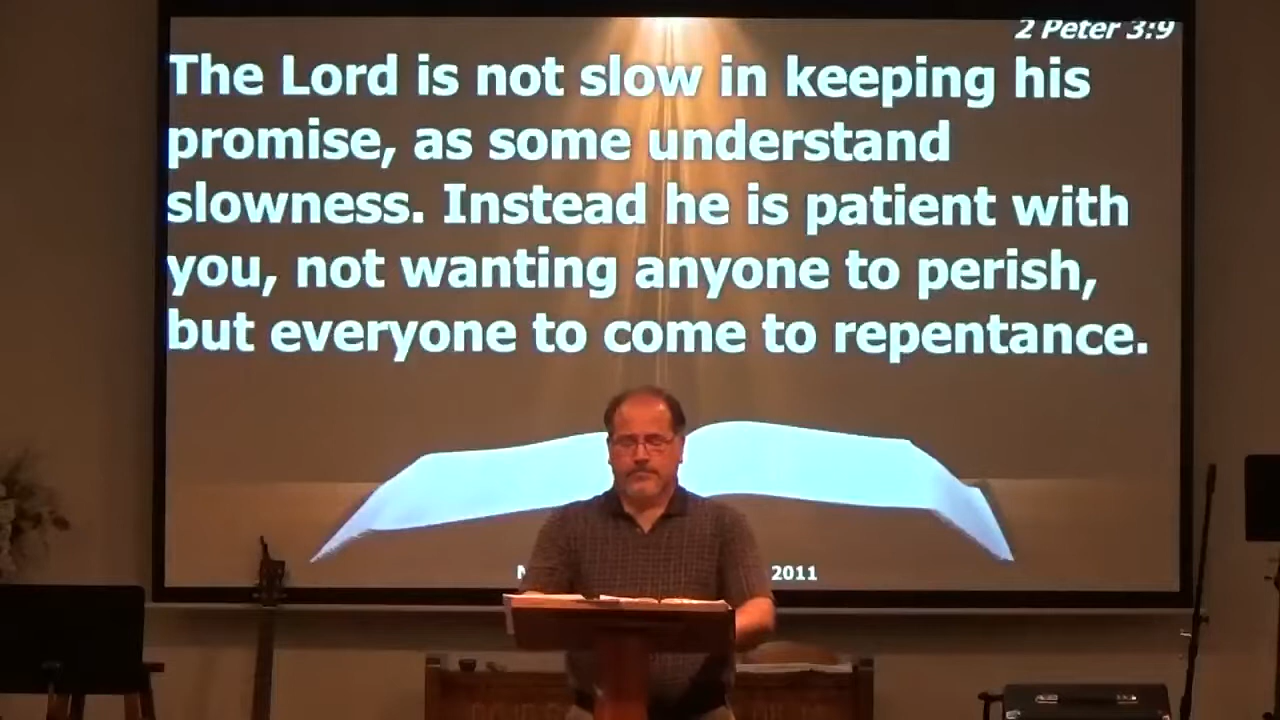 2 Peter 3:9
The Lord is not slow in keeping his
promise, as some understand
slowness. Instead he is patient with
you, not wanting anyone to perish,
but everyone to come to repentance.
2011